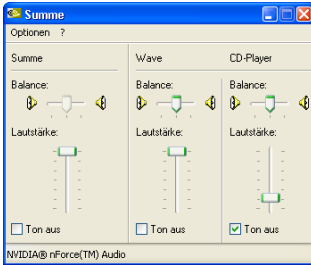 Summe
Optionen ?
Summe Wave CD-Player
Balance: Balance: Balance:
Lautstärke: Lautstärke: Lautstärke:
Ton aus Ton aus Ton aus
NVIDIA® nForce(TM) Audio